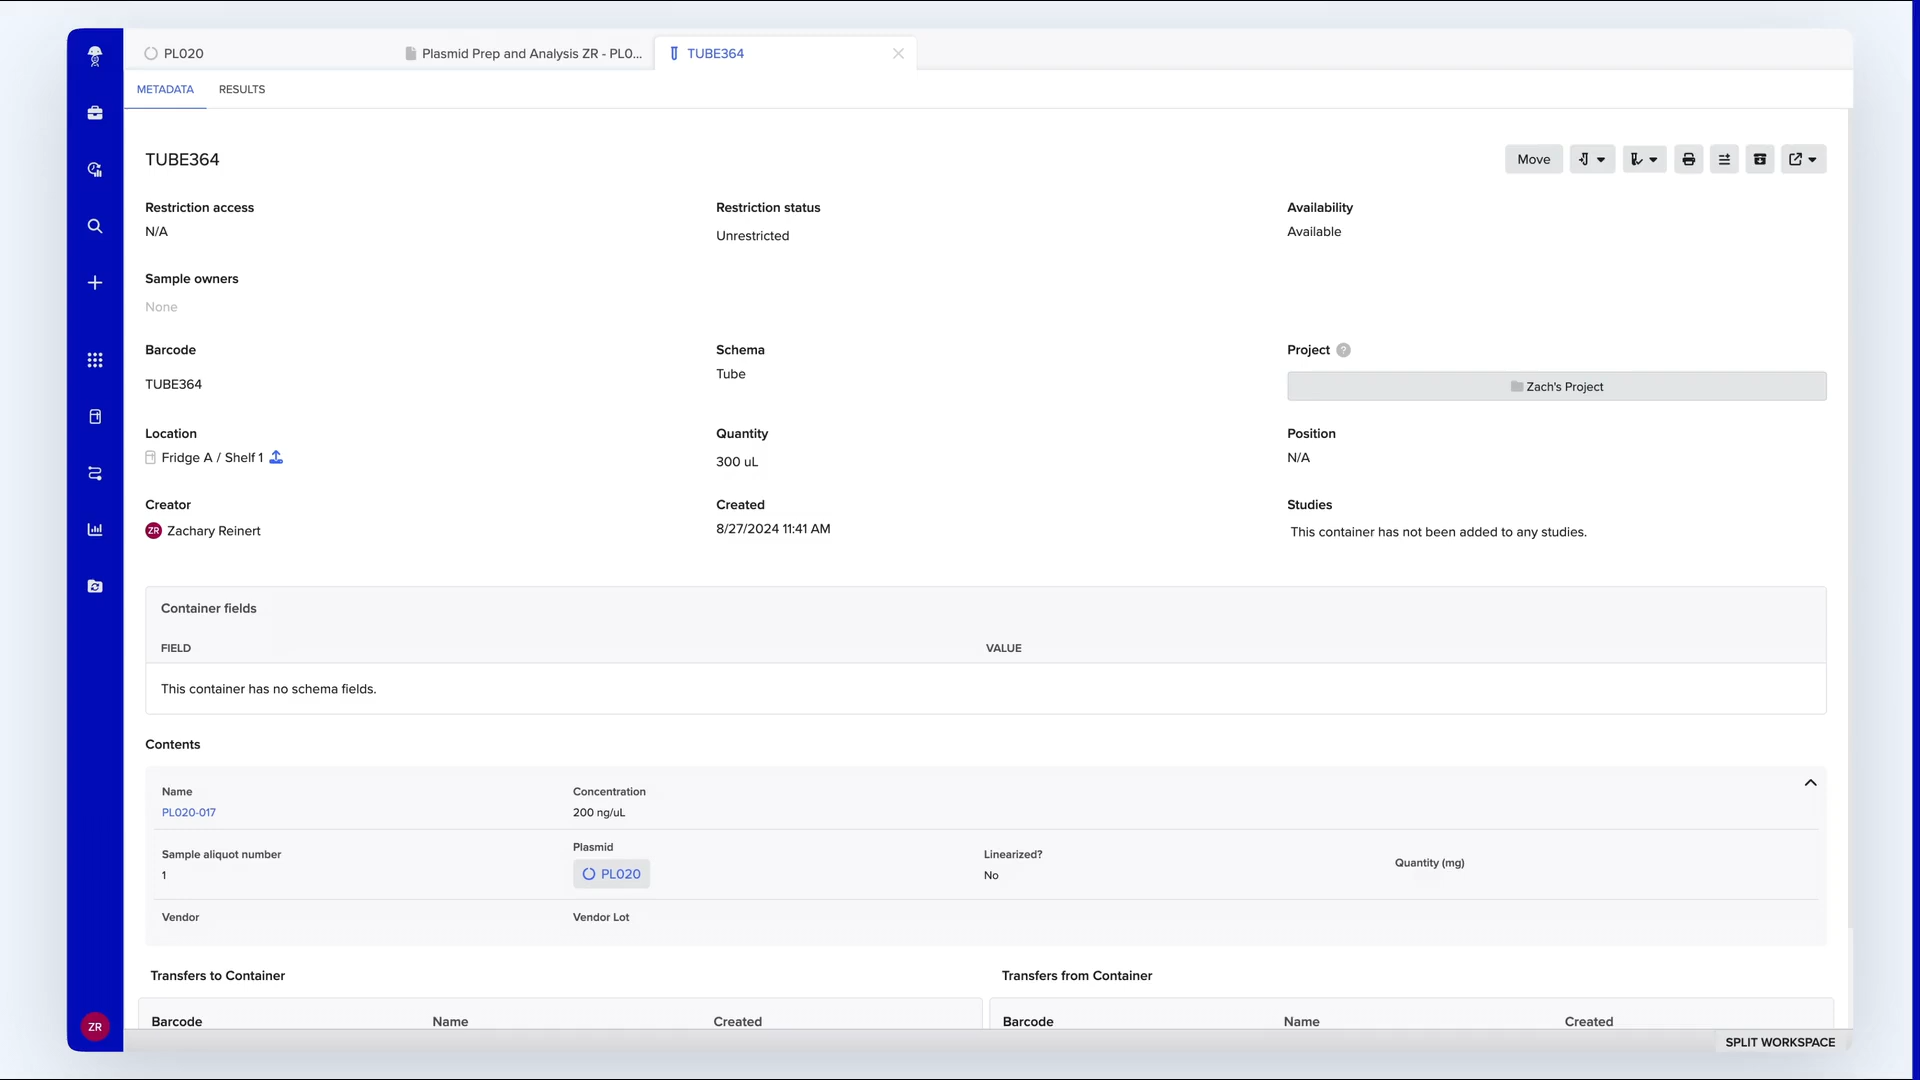 PL020
Plasmid Prep and Analysis ZR - PL0...
TUBE364
METADATA
RESULTS
TUBE364
Move
Restriction access
N/A
Restriction status
Unrestricted
Availability
Available
Sample owners
None
Barcode
TUBE364
Schema
Tube
Project ?
Zach's Project
Location
Fridge A / Shelf 1
Quantity
300 uL
Position
N/A
Creator
ZR Zachary Reinert
Created
8/27/2024 11:41 AM
Studies
This container has not been added to any studies.
Container fields
FIELD
VALUE
This container has no schema fields.
Contents
Name
PL020-017
Concentration
200 ng/uL
Sample aliquot number
1
Plasmid
PL020
Linearized?
No
Quantity (mg)
Vendor
Vendor Lot
Transfers to Container
Transfers from Container
Barcode
Name
Created
Barcode
Name
Created
ZR
SPLIT WORKSPACE